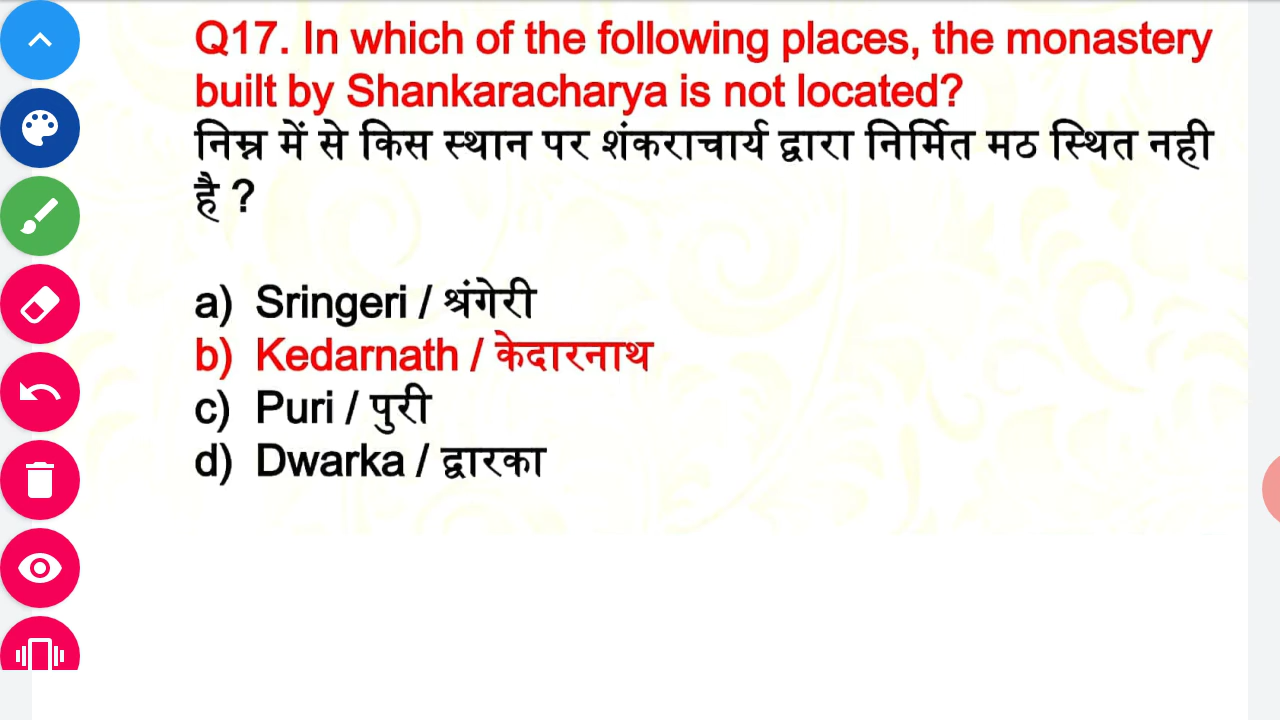 Q17. In which of the following places, the monastery
built by Shankaracharya is not located?
निम्न में से किस स्थान पर शंकराचार्य द्वारा निर्मित मठ स्थित नही
है ?
a) Sringeri / श्रंगेरी
b) Kedarnath / केदारनाथ
c) Puri / पुरी
d) Dwarka / द्वारका